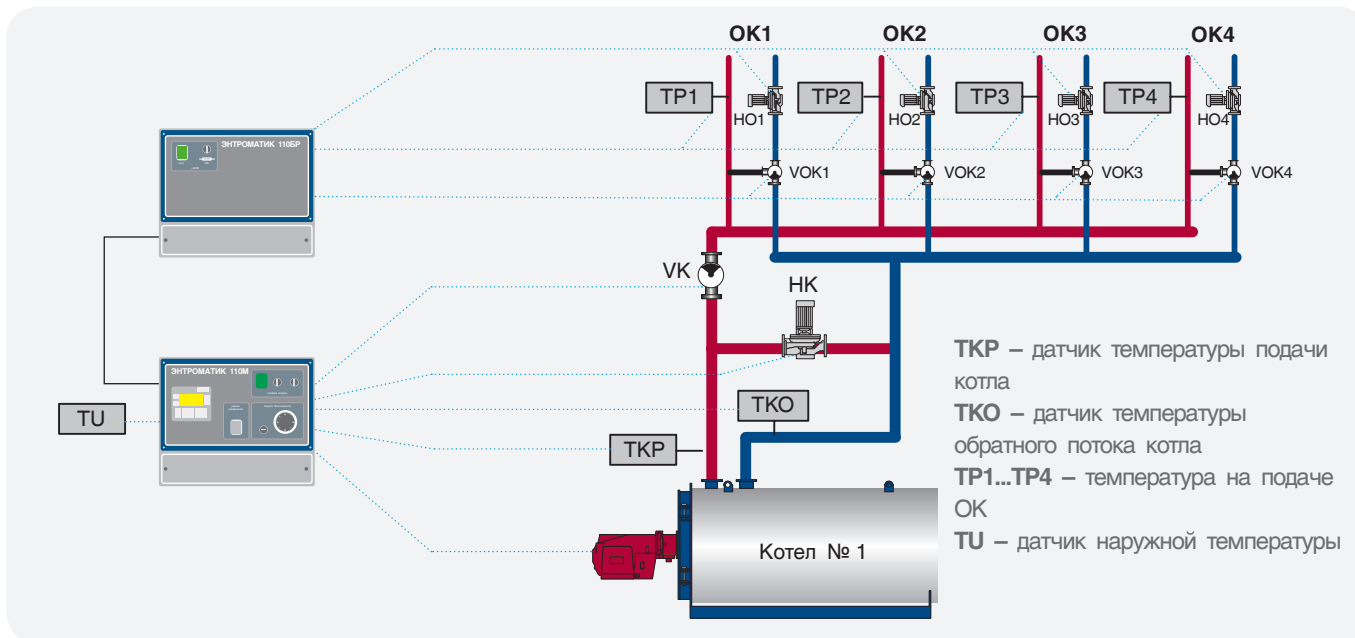 ОК1 ОК2 ОК3 ОК4
ТР1 ТР2 ТР3 ТР4
НО1 НО2 НО3 НО4
ЭНТРОМАТИК 110БР
VOK1 VOK2 VOK3 VOK4
VK
НК
ЭНТРОМАТИК 110М
TU
ТКО
ТКР
Котел № 1
ТКР – датчик температуры подачи
котла
ТКО – датчик температуры
обратного потока котла
ТР1...ТР4 – температура на подаче
ОК
TU – датчик наружной температуры